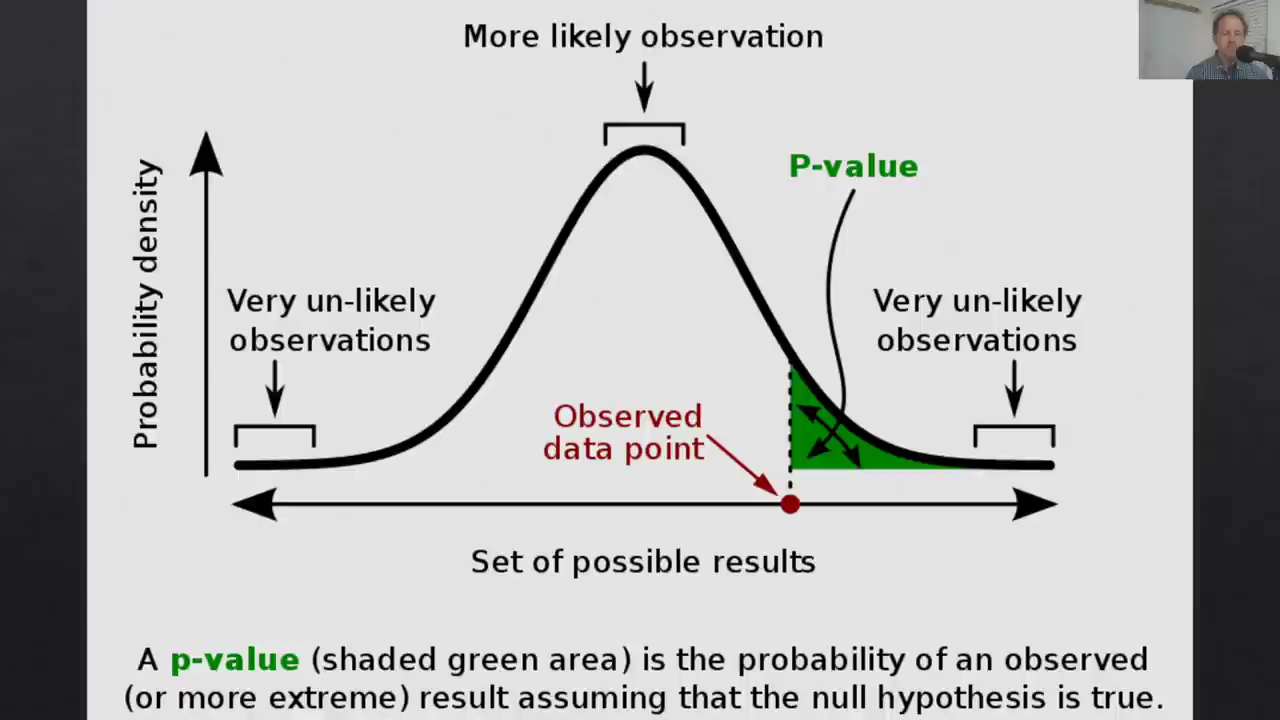 More likely observation
P-value
Probability density
Very un-likely
observations
Very un-likely
observations
Observed
data point
Set of possible results
A p-value (shaded green area) is the probability of an observed
(or more extreme) result assuming that the null hypothesis is true.